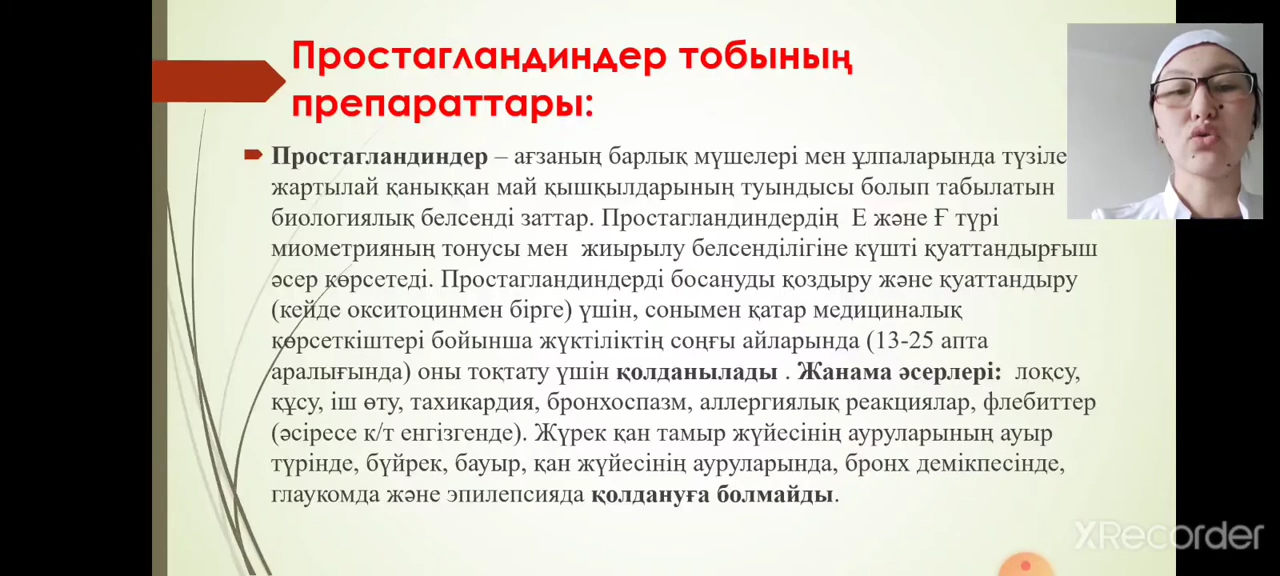 Простагландиндер тобының
препараттары:
Простагландиндер – ағзаның барлық мүшелері мен ұлпаларында түзіле
жартылай қаныққан май қышқылдарының туындысы болып табылатын
биологиялық белсенді заттар. Простагландиндердің Е және Ғ түрі
миометрияның тонусы мен жиырылу белсенділігіне күшті қуаттандырғыш
әсер көрсетеді. Простагландиндерді босануды қоздыру және қуаттандыру
(кейде окситоцинмен бірге) үшін, сонымен қатар медициналық
көрсеткіштері бойынша жүктіліктің соңғы айларында (13-25 апта
аралығында) оны тоқтату үшін қолданылады . Жанама әсерлері: лоқсу,
құсу, іш өту, тахикардия, бронхоспазм, аллергиялық реакциялар, флебиттер
(әсіресе к/т енгізгенде). Жүрек қан тамыр жүйесінің ауруларының ауыр
түрінде, бүйрек, бауыр, қан жүйесінің ауруларында, бронх демікпесінде,
глаукомда және эпилепсияда қолдануға болмайды.
XRecorder